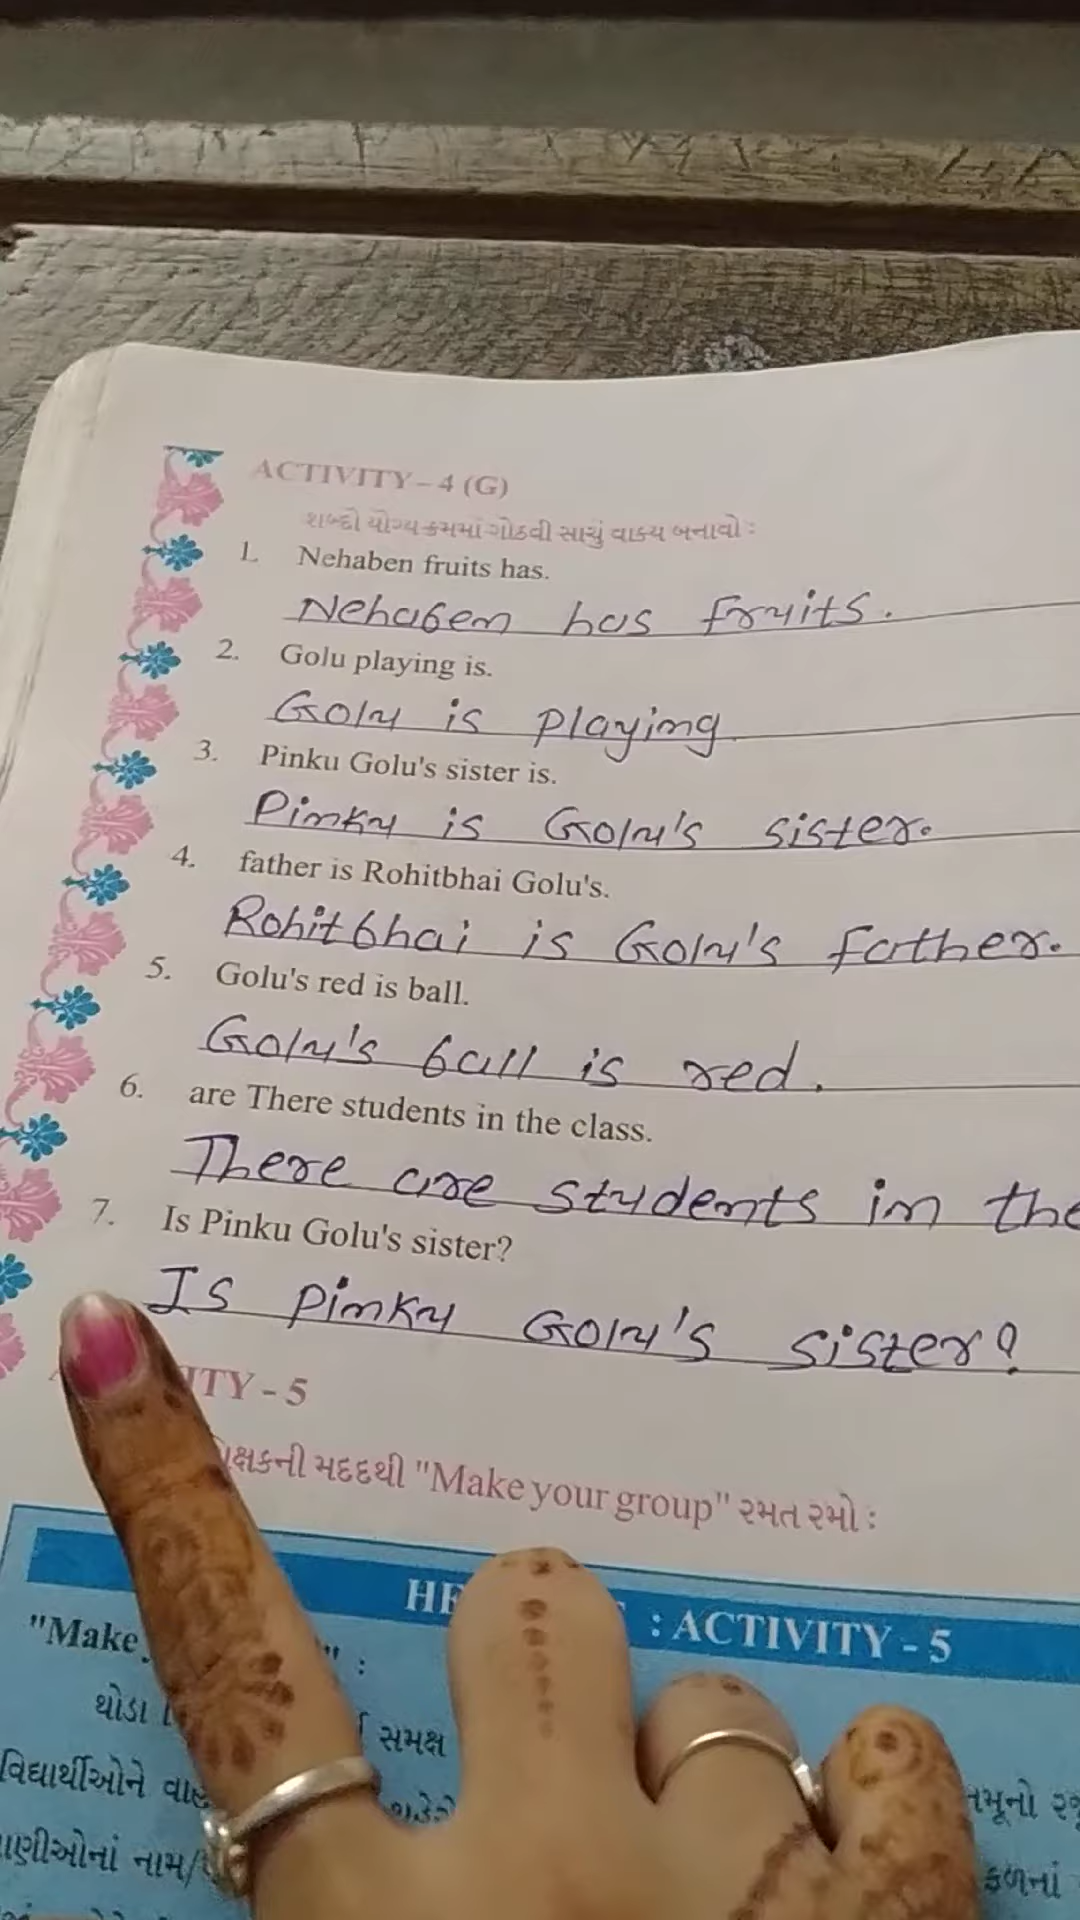 ACTIVITY – 4 (G)
શબ્દો યોગ્ય ક્રમમાં ગોઠવી સાચું વાક્ય બનાવો :
1. Nehaben fruits has.
Nehaben has fruits.
2. Golu playing is.
Golu is playing.
3. Pinku Golu's sister is.
Pinku is Golu's sister.
4. father is Rohitbhai Golu's.
Rohitbhai is Golu's father.
5. Golu's red is ball.
Golu's ball is red.
6. are There students in the class.
There are students in the
7. Is Pinku Golu's sister?
Is Pinku Golu's sister?
ITY - 5
ક્ષકની મદદથી "Make your group" રમત રમો :
: ACTIVITY - 5
"Make " :
થોડા સમક્ષ
વિદ્યાર્થીઓને
નામ/